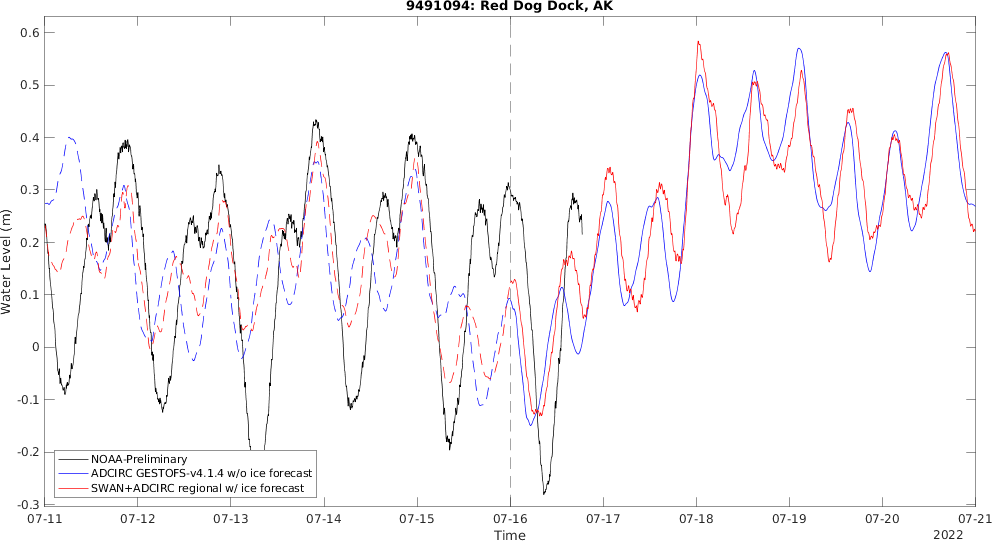 9491094: Red Dog Dock, AK
0.6
0.5
0.4
0.3
0.2
0.1
0
-0.1
-0.2
-0.3
Water Level (m)
NOAA-Preliminary
ADCIRC GESTOFS-v4.1.4 w/o ice forecast
SWAN+ADCIRC regional w/ ice forecast
07-11 07-12 07-13 07-14 07-15 07-16 07-17 07-18 07-19 07-20 07-21
Time
2022